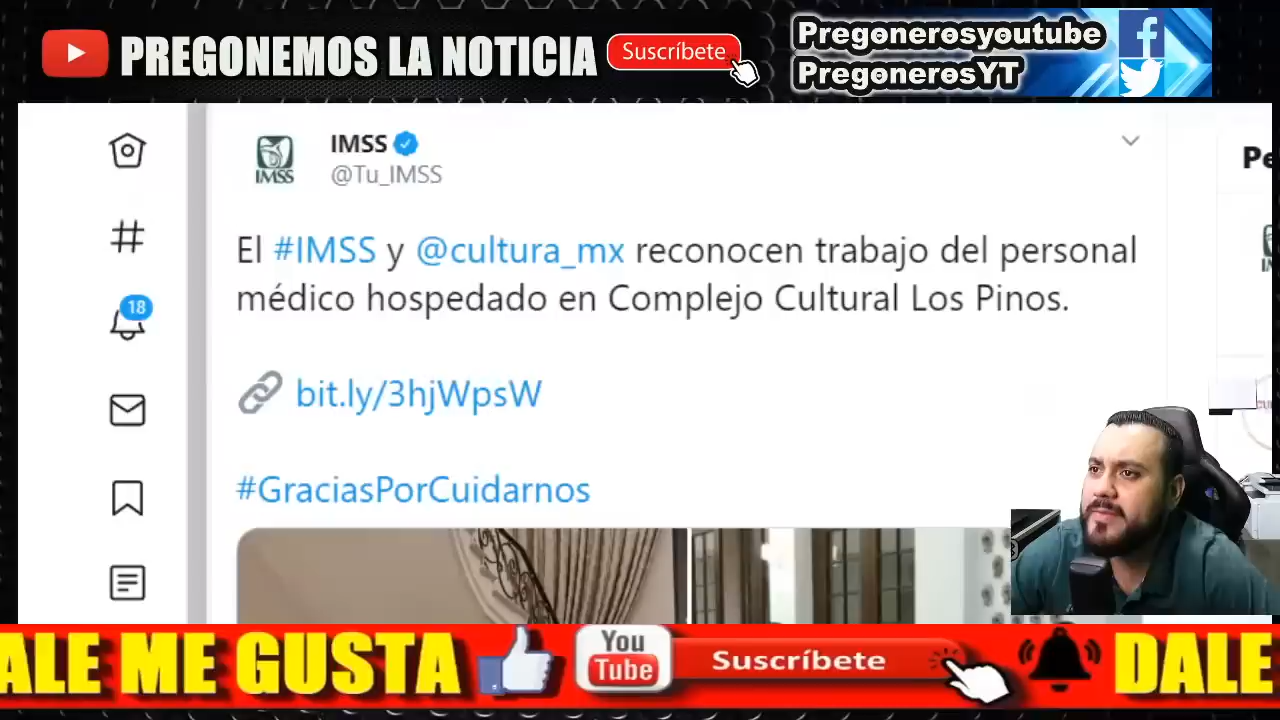 PREGONEMOS LA NOTICIA
Suscríbete
Pregonerosyoutube
PregonerosYT
IMSS
IMSS
@Tu_IMSS
Pe
El #IMSS y @cultura_mx reconocen trabajo del personal
médico hospedado en Complejo Cultural Los Pinos.
18
bit.ly/3hjWpsW
#GraciasPorCuidarnos
ALE ME GUSTA
You
Tube
Suscríbete
DALE